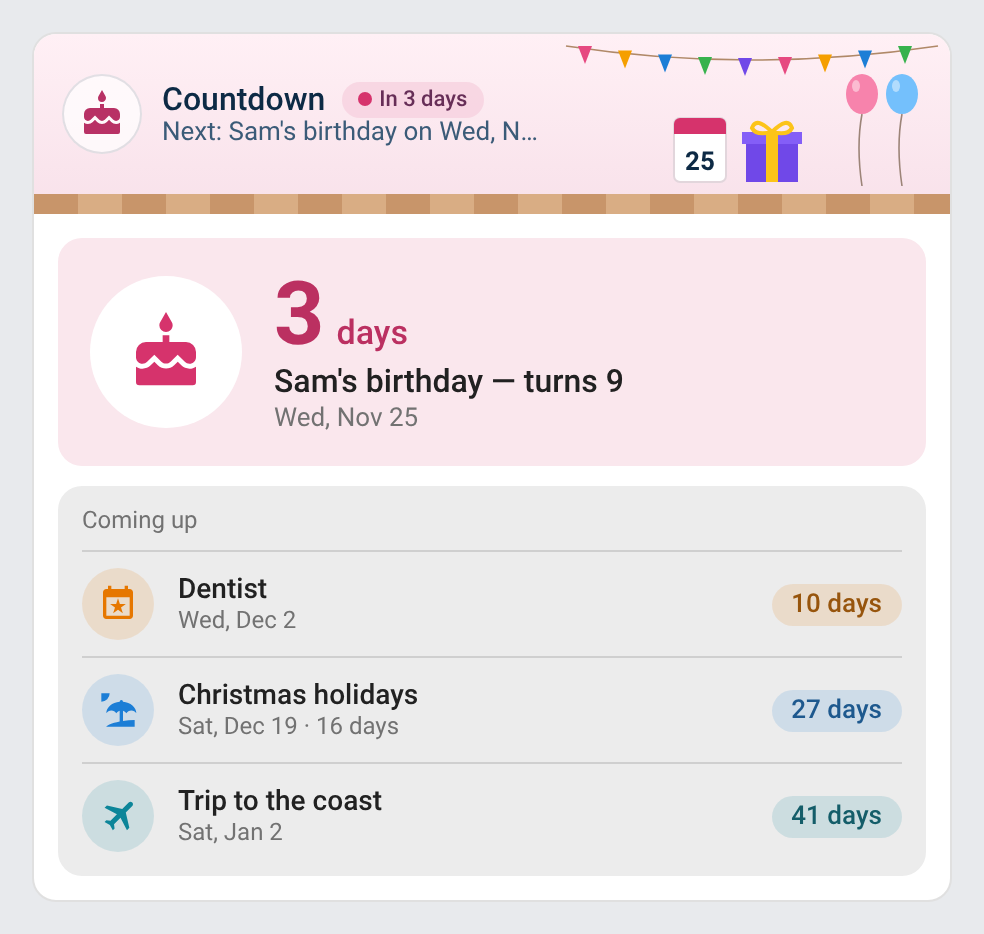 Countdown
In 3 days
Next: Sam's birthday on Wed, N…
25
3 days
Sam's birthday — turns 9
Wed, Nov 25
Coming up
Dentist
Wed, Dec 2
10 days
Christmas holidays
Sat, Dec 19 · 16 days
27 days
Trip to the coast
Sat, Jan 2
41 days